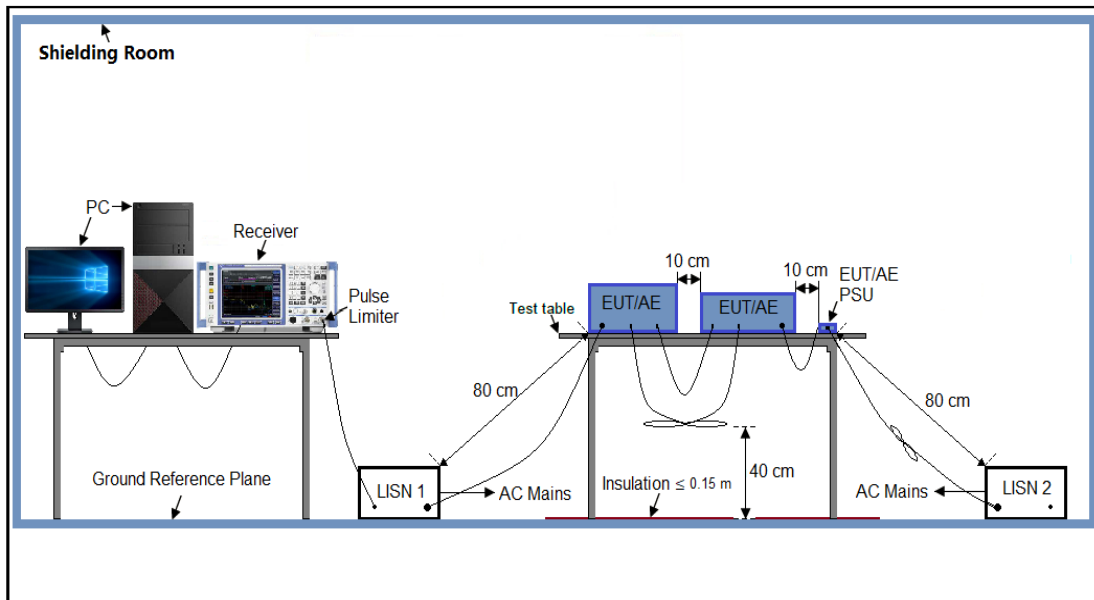 Shielding Room
PC
Receiver
Pulse
Limiter
Test table
10 cm
10 cm
EUT/AE
PSU
EUT/AE
EUT/AE
80 cm
80 cm
40 cm
Ground Reference Plane
LISN 1
AC Mains
Insulation ≤ 0.15 m
AC Mains
LISN 2